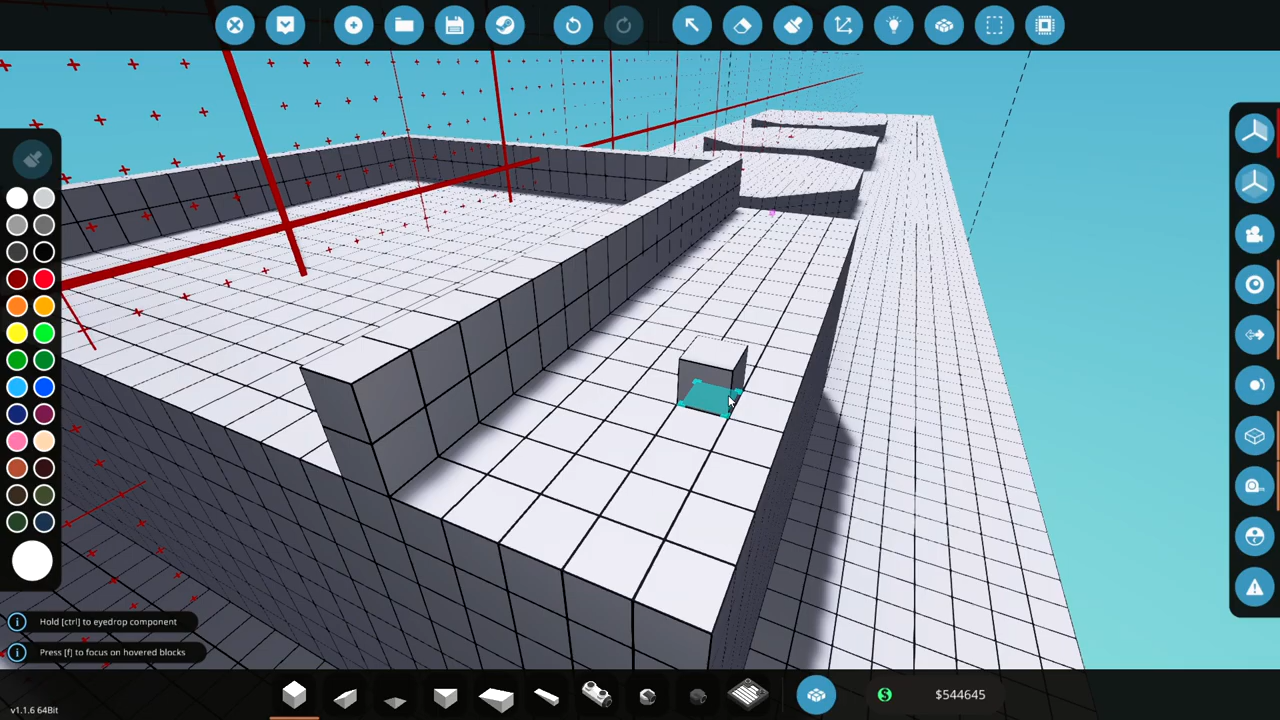 Hold [ctrl] to eyedrop component
Press [f] to focus on hovered blocks
$544645
v1.1.6 64Bit